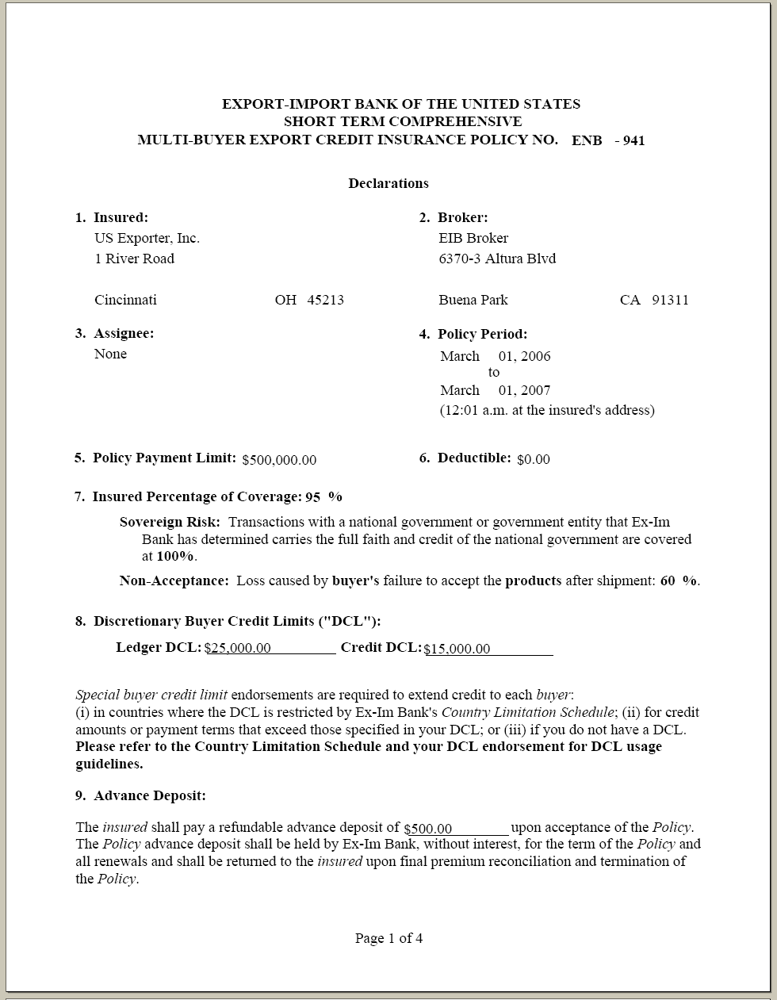 EXPORT-IMPORT BANK OF THE UNITED STATES
SHORT TERM COMPREHENSIVE
MULTI-BUYER EXPORT CREDIT INSURANCE POLICY NO. ENB - 941
Declarations
1. Insured:
US Exporter, Inc.
1 River Road
Cincinnati OH 45213
2. Broker:
EIB Broker
6370-3 Altura Blvd
Buena Park CA 91311
3. Assignee:
None
4. Policy Period:
March 01, 2006
to
March 01, 2007
(12:01 a.m. at the insured's address)
5. Policy Payment Limit: $500,000.00
6. Deductible: $0.00
7. Insured Percentage of Coverage: 95 %
Sovereign Risk: Transactions with a national government or government entity that Ex-Im
Bank has determined carries the full faith and credit of the national government are covered
at 100%.
Non-Acceptance: Loss caused by buyer's failure to accept the products after shipment: 60 %.
8. Discretionary Buyer Credit Limits ("DCL"):
Ledger DCL: $25,000.00 Credit DCL: $15,000.00
Special buyer credit limit endorsements are required to extend credit to each buyer:
(i) in countries where the DCL is restricted by Ex-Im Bank's Country Limitation Schedule; (ii) for credit
amounts or payment terms that exceed those specified in your DCL; or (iii) if you do not have a DCL.
Please refer to the Country Limitation Schedule and your DCL endorsement for DCL usage
guidelines.
9. Advance Deposit:
The insured shall pay a refundable advance deposit of $500.00 upon acceptance of the Policy.
The Policy advance deposit shall be held by Ex-Im Bank, without interest, for the term of the Policy and
all renewals and shall be returned to the insured upon final premium reconciliation and termination of
the Policy.
Page 1 of 4